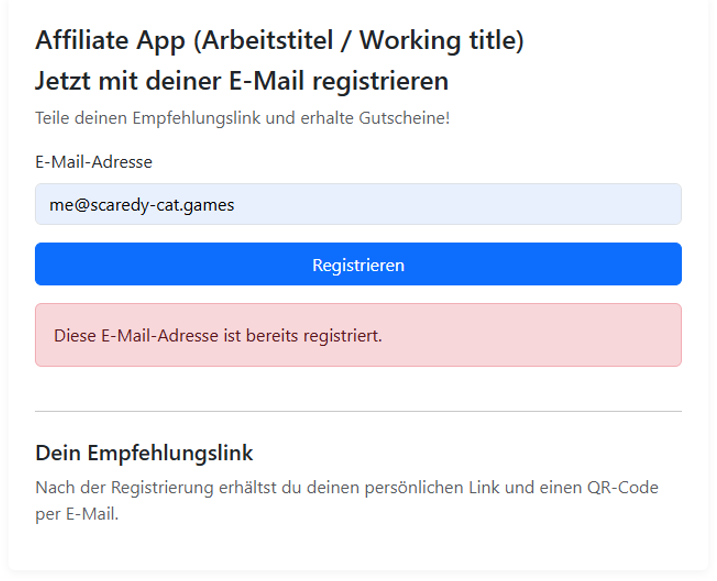 Affiliate App (Arbeitstitel / Working title)
Jetzt mit deiner E-Mail registrieren
Teile deinen Empfehlungslink und erhalte Gutscheine!
E-Mail-Adresse
me@scaredy-cat.games
Registrieren
Diese E-Mail-Adresse ist bereits registriert.
Dein Empfehlungslink
Nach der Registrierung erhältst du deinen persönlichen Link und einen QR-Code
per E-Mail.